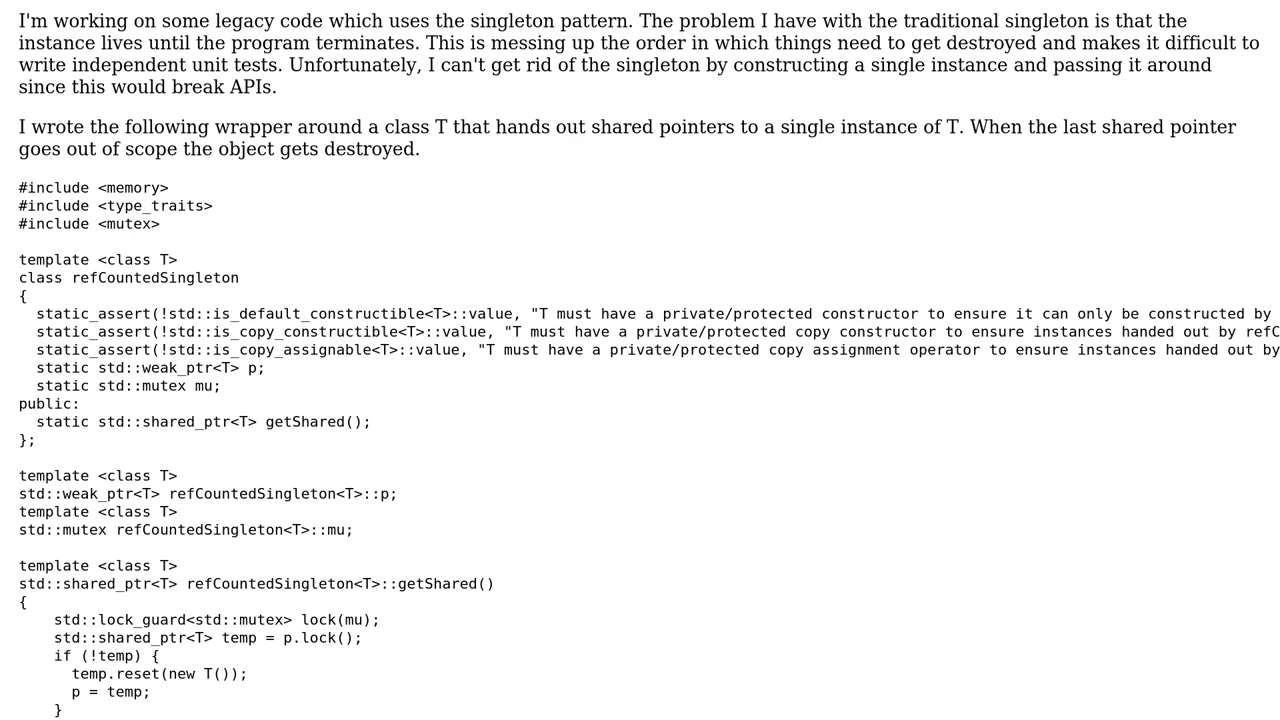 I'm working on some legacy code which uses the singleton pattern. The problem I have with the traditional singleton is that the
instance lives until the program terminates. This is messing up the order in which things need to get destroyed and makes it difficult to
write independent unit tests. Unfortunately, I can't get rid of the singleton by constructing a single instance and passing it around
since this would break APIs.
I wrote the following wrapper around a class T that hands out shared pointers to a single instance of T. When the last shared pointer
goes out of scope the object gets destroyed.
#include <memory>
#include <type_traits>
#include <mutex>
template <class T>
class refCountedSingleton
{
  static_assert(!std::is_default_constructible<T>::value, "T must have a private/protected constructor to ensure it can only be constructed by
  static_assert(!std::is_copy_constructible<T>::value, "T must have a private/protected copy constructor to ensure instances handed out by refC
  static_assert(!std::is_copy_assignable<T>::value, "T must have a private/protected copy assignment operator to ensure instances handed out by
  static std::weak_ptr<T> p;
  static std::mutex mu;
public:
  static std::shared_ptr<T> getShared();
};
template <class T>
std::weak_ptr<T> refCountedSingleton<T>::p;
template <class T>
std::mutex refCountedSingleton<T>::mu;
template <class T>
std::shared_ptr<T> refCountedSingleton<T>::getShared()
{
    std::lock_guard<std::mutex> lock(mu);
    std::shared_ptr<T> temp = p.lock();
    if (!temp) {
      temp.reset(new T());
      p = temp;
    }